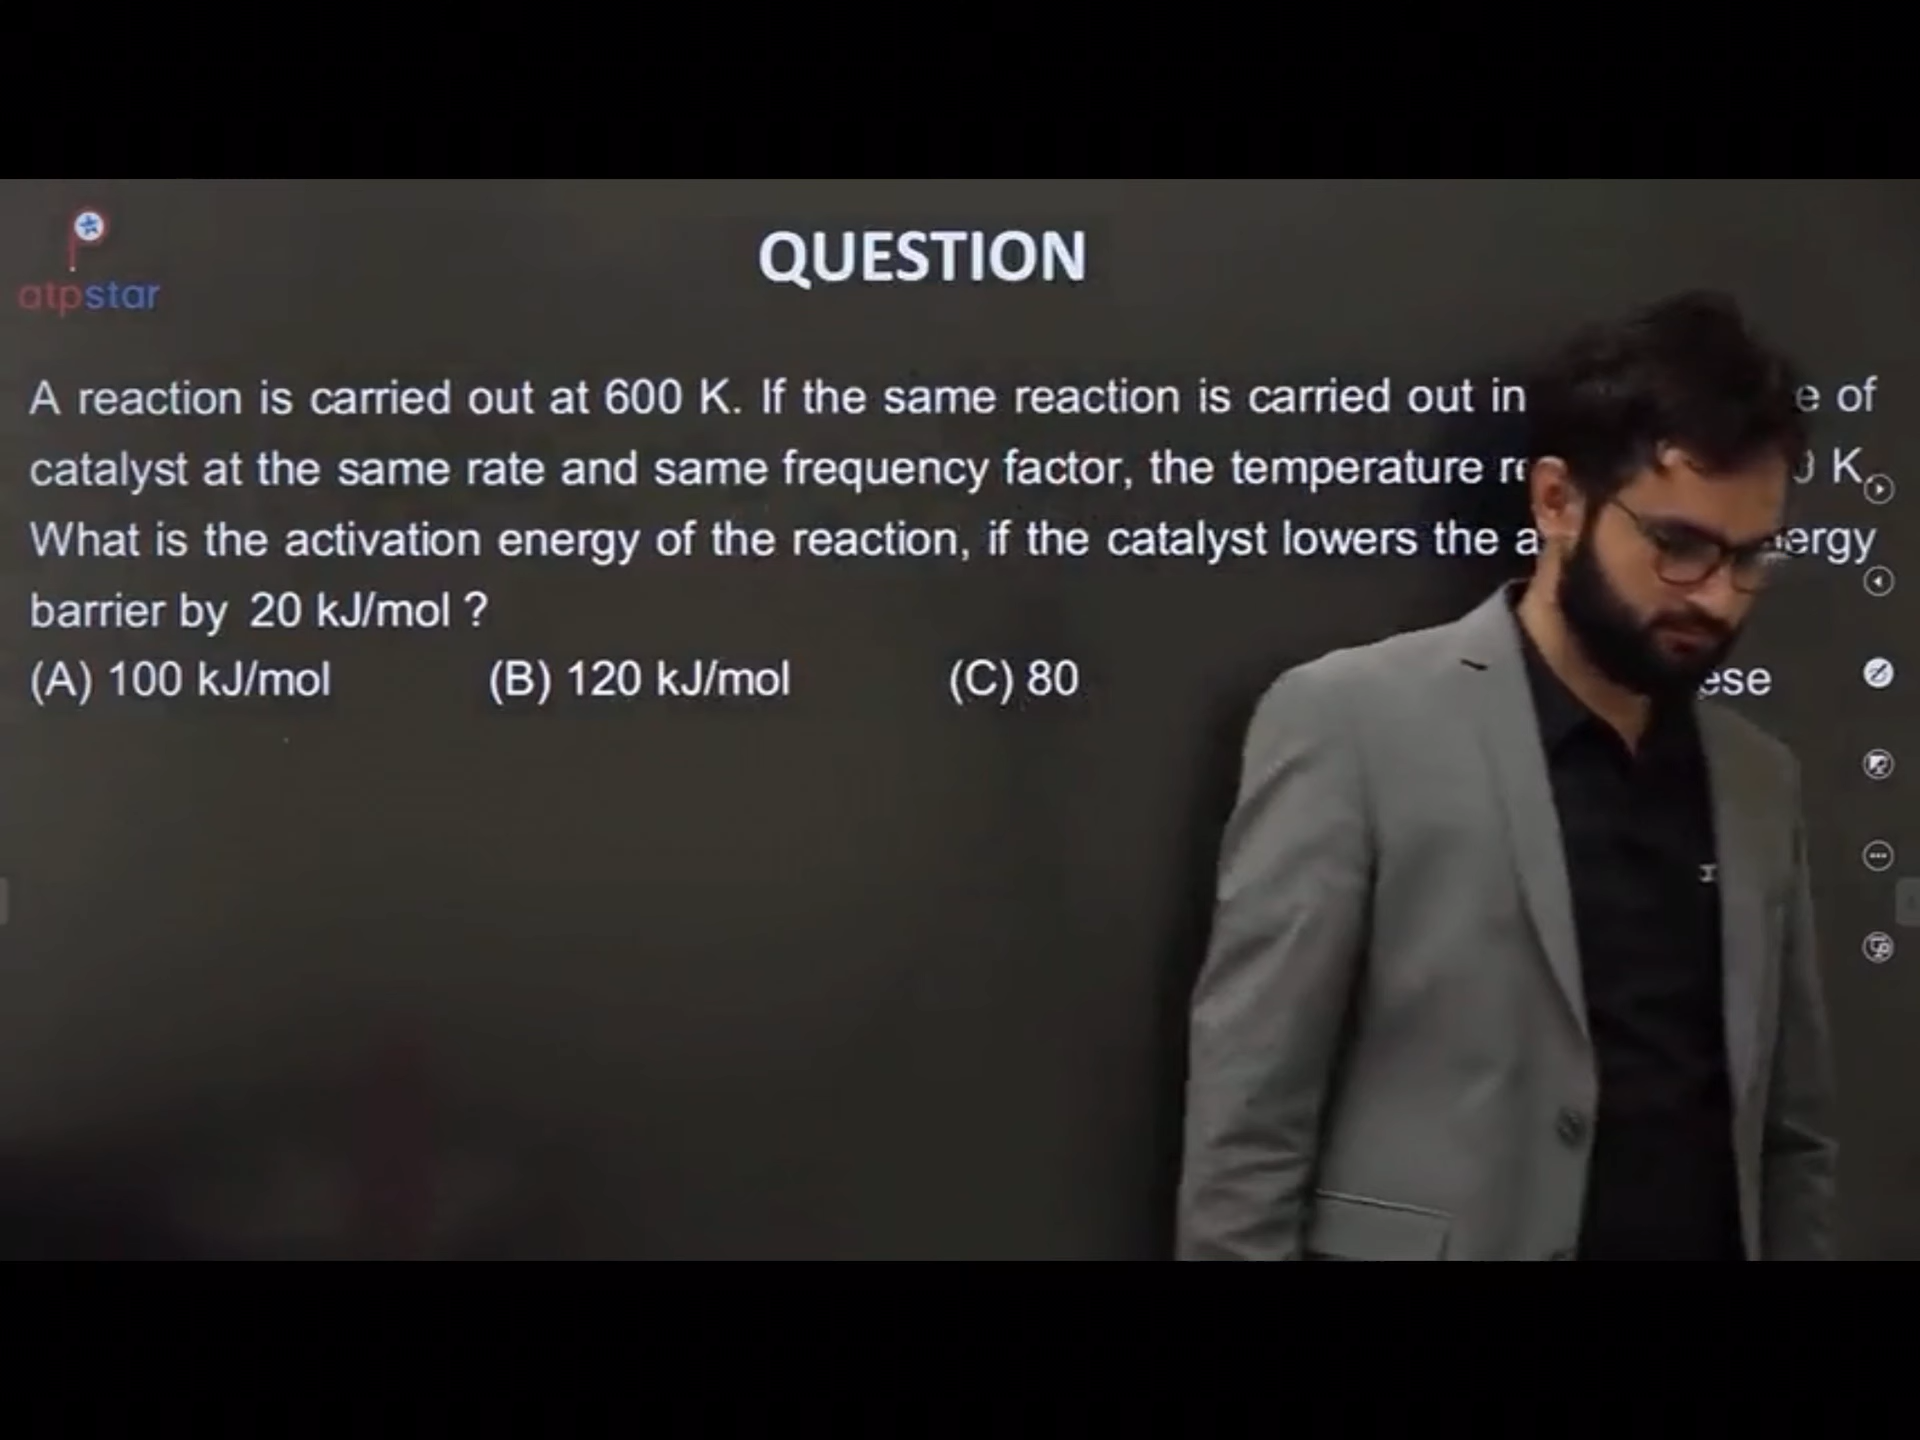 atpstar
QUESTION
A reaction is carried out at 600 K. If the same reaction is carried out in of
catalyst at the same rate and same frequency factor, the temperature K.
What is the activation energy of the reaction, if the catalyst lowers the
barrier by 20 kJ/mol ?
(A) 100 kJ/mol (B) 120 kJ/mol (C) 80